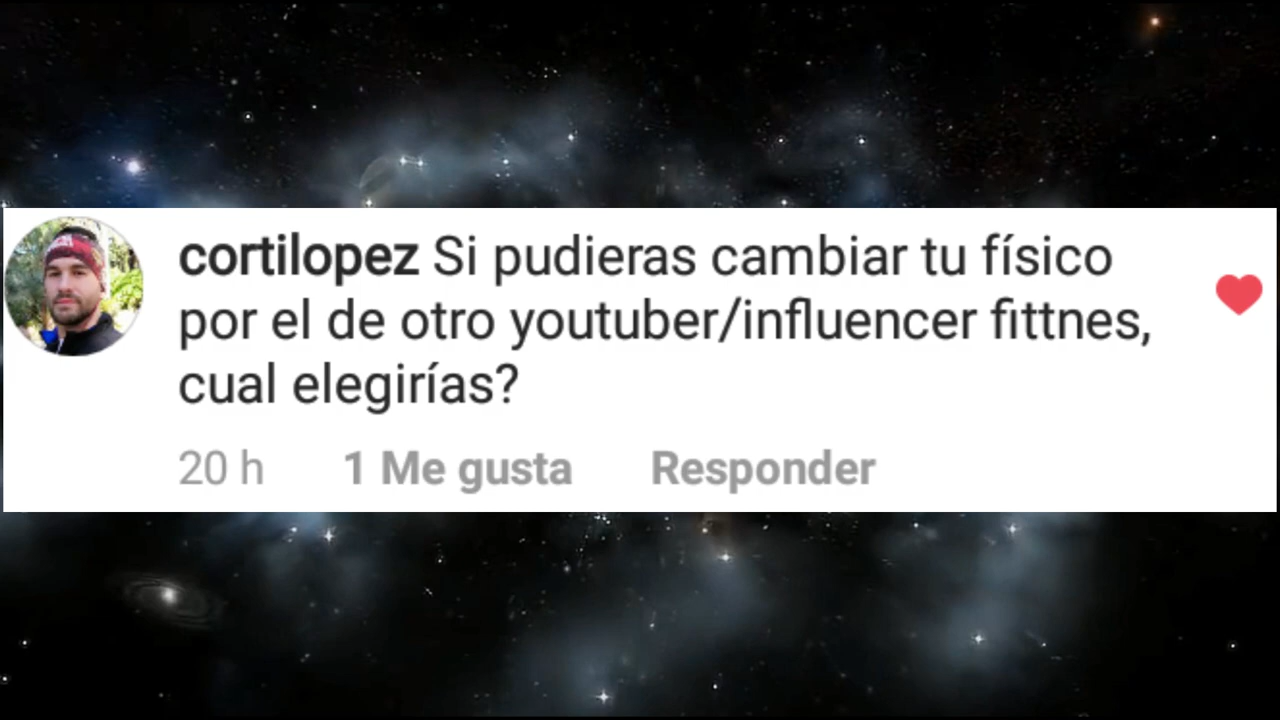 cortilopez Si pudieras cambiar tu físico
por el de otro youtuber/influencer fittnes,
cual elegirías?
20 h 1 Me gusta Responder